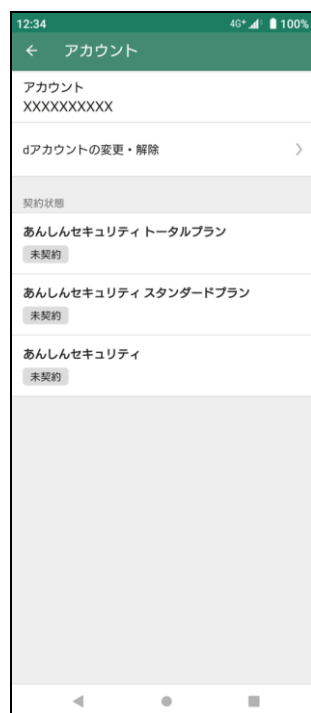 12:34 4G+ 100%
← アカウント
アカウント
XXXXXXXXXX
dアカウントの変更・解除
契約状態
あんしんセキュリティ トータルプラン
未契約
あんしんセキュリティ スタンダードプラン
未契約
あんしんセキュリティ
未契約